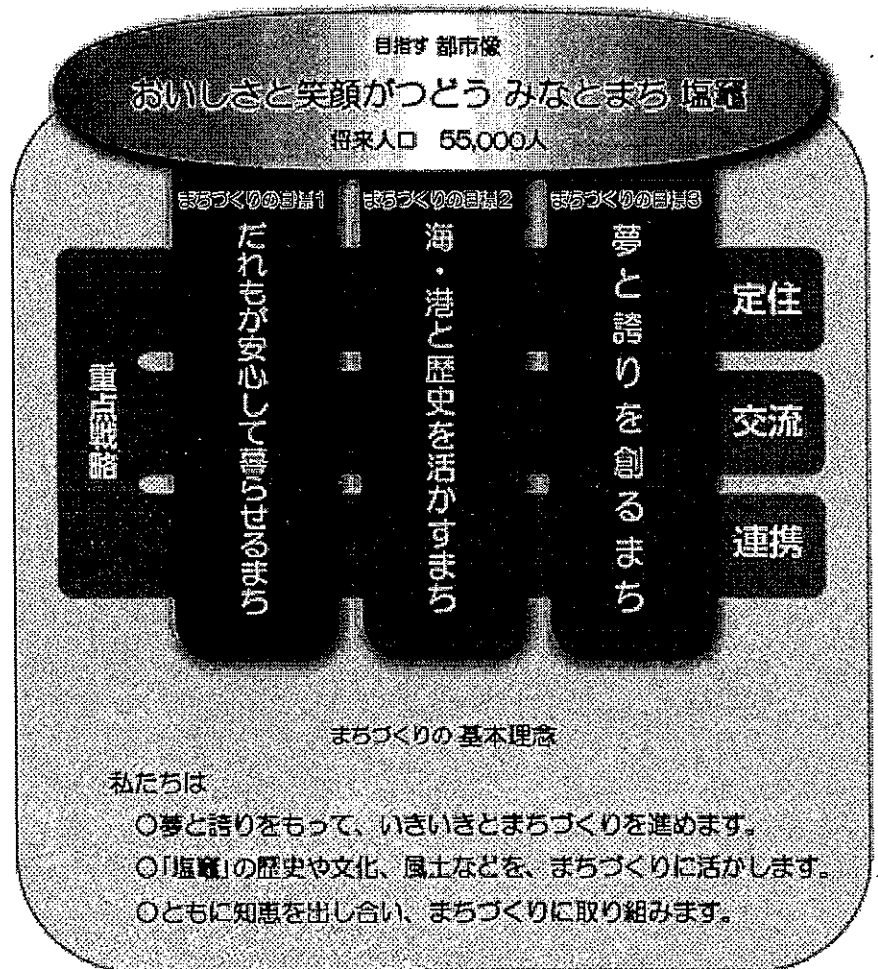 目指す 都市像
おいしさと笑顔がつどう みなとまち 塩竈
将来人口 55,000人
まちづくりの目標1
まちづくりの目標2
まちづくりの目標3
だれもが安心して暮らせるまち
海・港と歴史を活かすまち
夢と誇りを創るまち
重点戦略
定住
交流
連携
まちづくりの 基本理念
私たちは
○夢と誇りをもって、いきいきとまちづくりを進めます。
○「塩竈」の歴史や文化、風土などを、まちづくりに活かします。
○ともに知恵を出し合い、まちづくりに取り組みます。